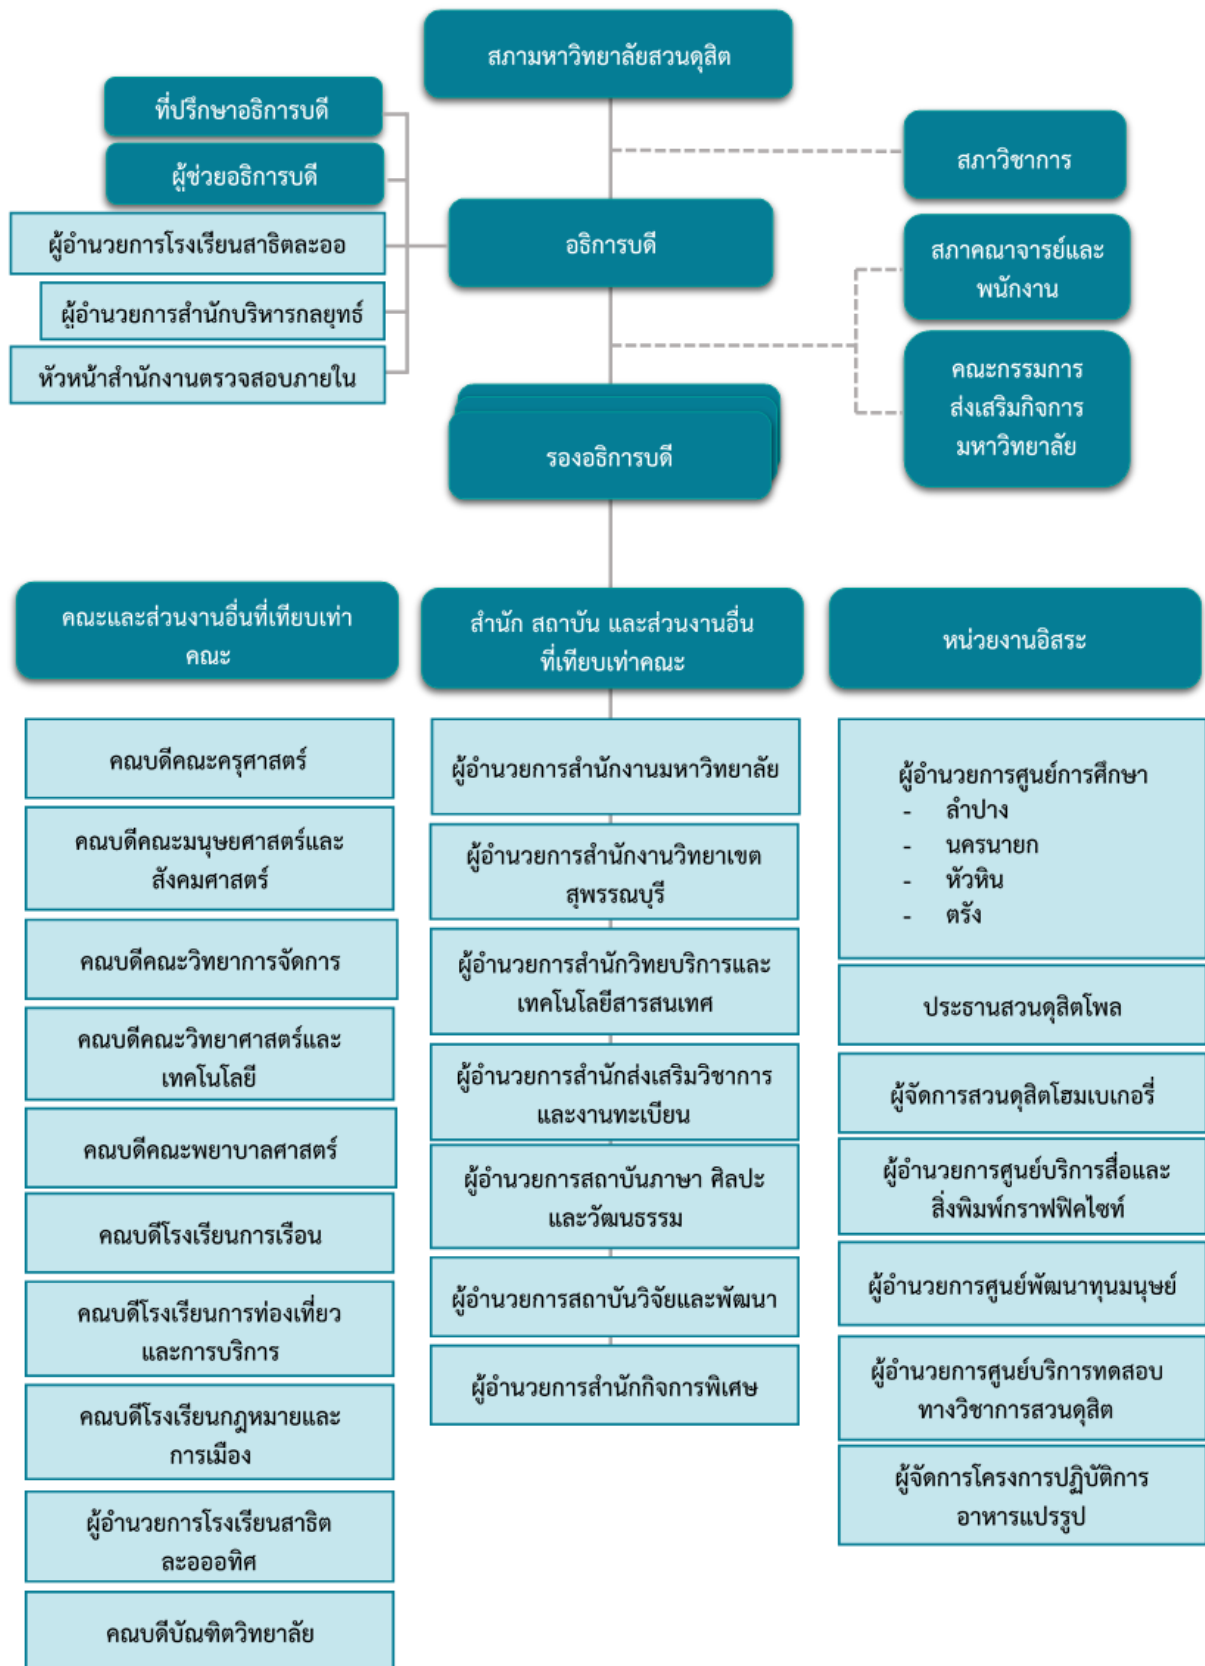 สภามหาวิทยาลัยสวนดุสิต
ที่ปรึกษาอธิการบดี
ผู้ช่วยอธิการบดี
ผู้อำนวยการโรงเรียนสาธิตละออ
ผู้อำนวยการสำนักบริหารกลยุทธ์
หัวหน้าสำนักงานตรวจสอบภายใน
สภาวิชาการ
อธิการบดี
สภาคณาจารย์และ
พนักงาน
คณะกรรมการ
ส่งเสริมกิจการ
มหาวิทยาลัย
รองอธิการบดี
คณะและส่วนงานอื่นที่เทียบเท่า
คณะ
คณบดีคณะครุศาสตร์
คณบดีคณะมนุษยศาสตร์และ
สังคมศาสตร์
คณบดีคณะวิทยาการจัดการ
คณบดีคณะวิทยาศาสตร์และ
เทคโนโลยี
คณบดีคณะพยาบาลศาสตร์
คณบดีโรงเรียนการเรือน
คณบดีโรงเรียนการท่องเที่ยว
และการบริการ
คณบดีโรงเรียนกฎหมายและ
การเมือง
ผู้อำนวยการโรงเรียนสาธิต
ละอออทิศ
คณบดีบัณฑิตวิทยาลัย
สำนัก สถาบัน และส่วนงานอื่น
ที่เทียบเท่าคณะ
ผู้อำนวยการสำนักงานมหาวิทยาลัย
ผู้อำนวยการสำนักงานวิทยาเขต
สุพรรณบุรี
ผู้อำนวยการสำนักวิทยบริการและ
เทคโนโลยีสารสนเทศ
ผู้อำนวยการสำนักส่งเสริมวิชาการ
และงานทะเบียน
ผู้อำนวยการสถาบันภาษา ศิลปะ
และวัฒนธรรม
ผู้อำนวยการสถาบันวิจัยและพัฒนา
ผู้อำนวยการสำนักกิจการพิเศษ
หน่วยงานอิสระ
ผู้อำนวยการศูนย์การศึกษา
- ลำปาง
- นครนายก
- หัวหิน
- ตรัง
ประธานสวนดุสิตโพล
ผู้จัดการสวนดุสิตโฮมเบเกอรี่
ผู้อำนวยการศูนย์บริการสื่อและ
สิ่งพิมพ์กราฟฟิคไซท์
ผู้อำนวยการศูนย์พัฒนาทุนมนุษย์
ผู้อำนวยการศูนย์บริการทดสอบ
ทางวิชาการสวนดุสิต
ผู้จัดการโครงการปฏิบัติการ
อาหารแปรรูป